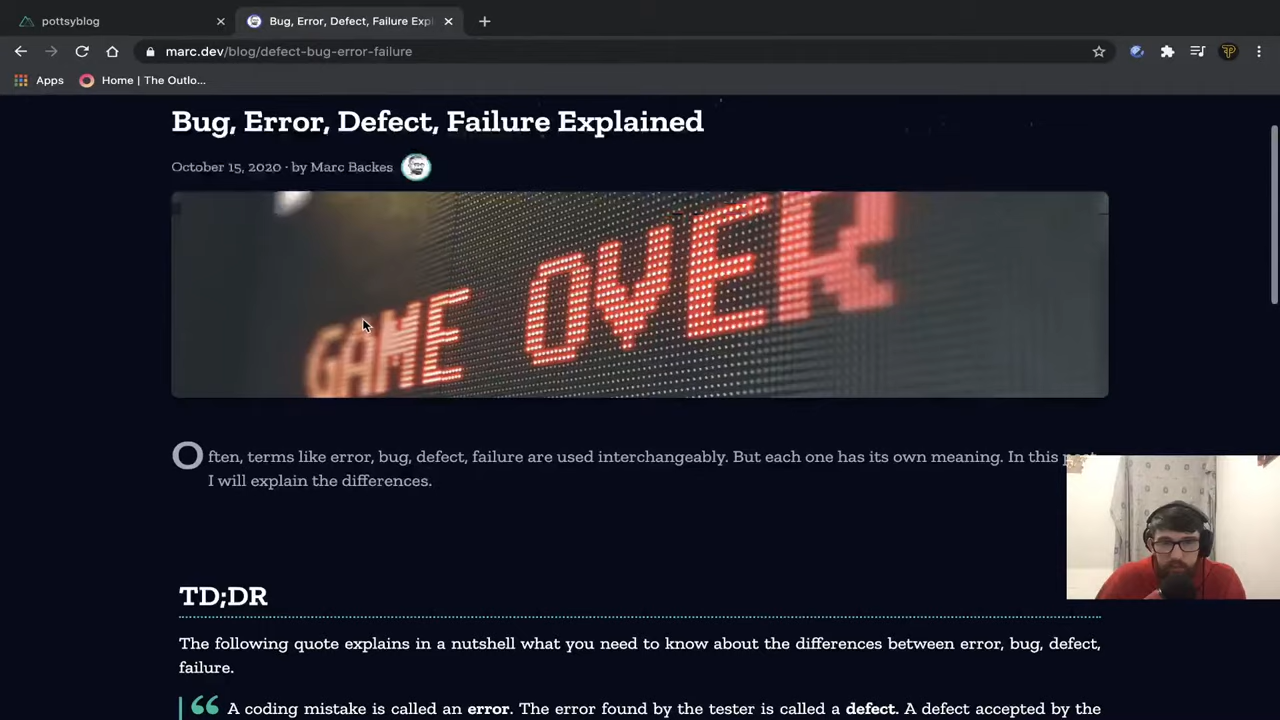 pottsyblog
Bug, Error, Defect, Failure Expl
marc.dev/blog/defect-bug-error-failure
Apps
Home | The Outlo...
Bug, Error, Defect, Failure Explained
October 15, 2020 · by Marc Backes
GAME OVER
Often, terms like error, bug, defect, failure are used interchangeably. But each one has its own meaning. In this post
I will explain the differences.
TD;DR
The following quote explains in a nutshell what you need to know about the differences between error, bug, defect,
failure.
A coding mistake is called an error. The error found by the tester is called a defect. A defect accepted by the